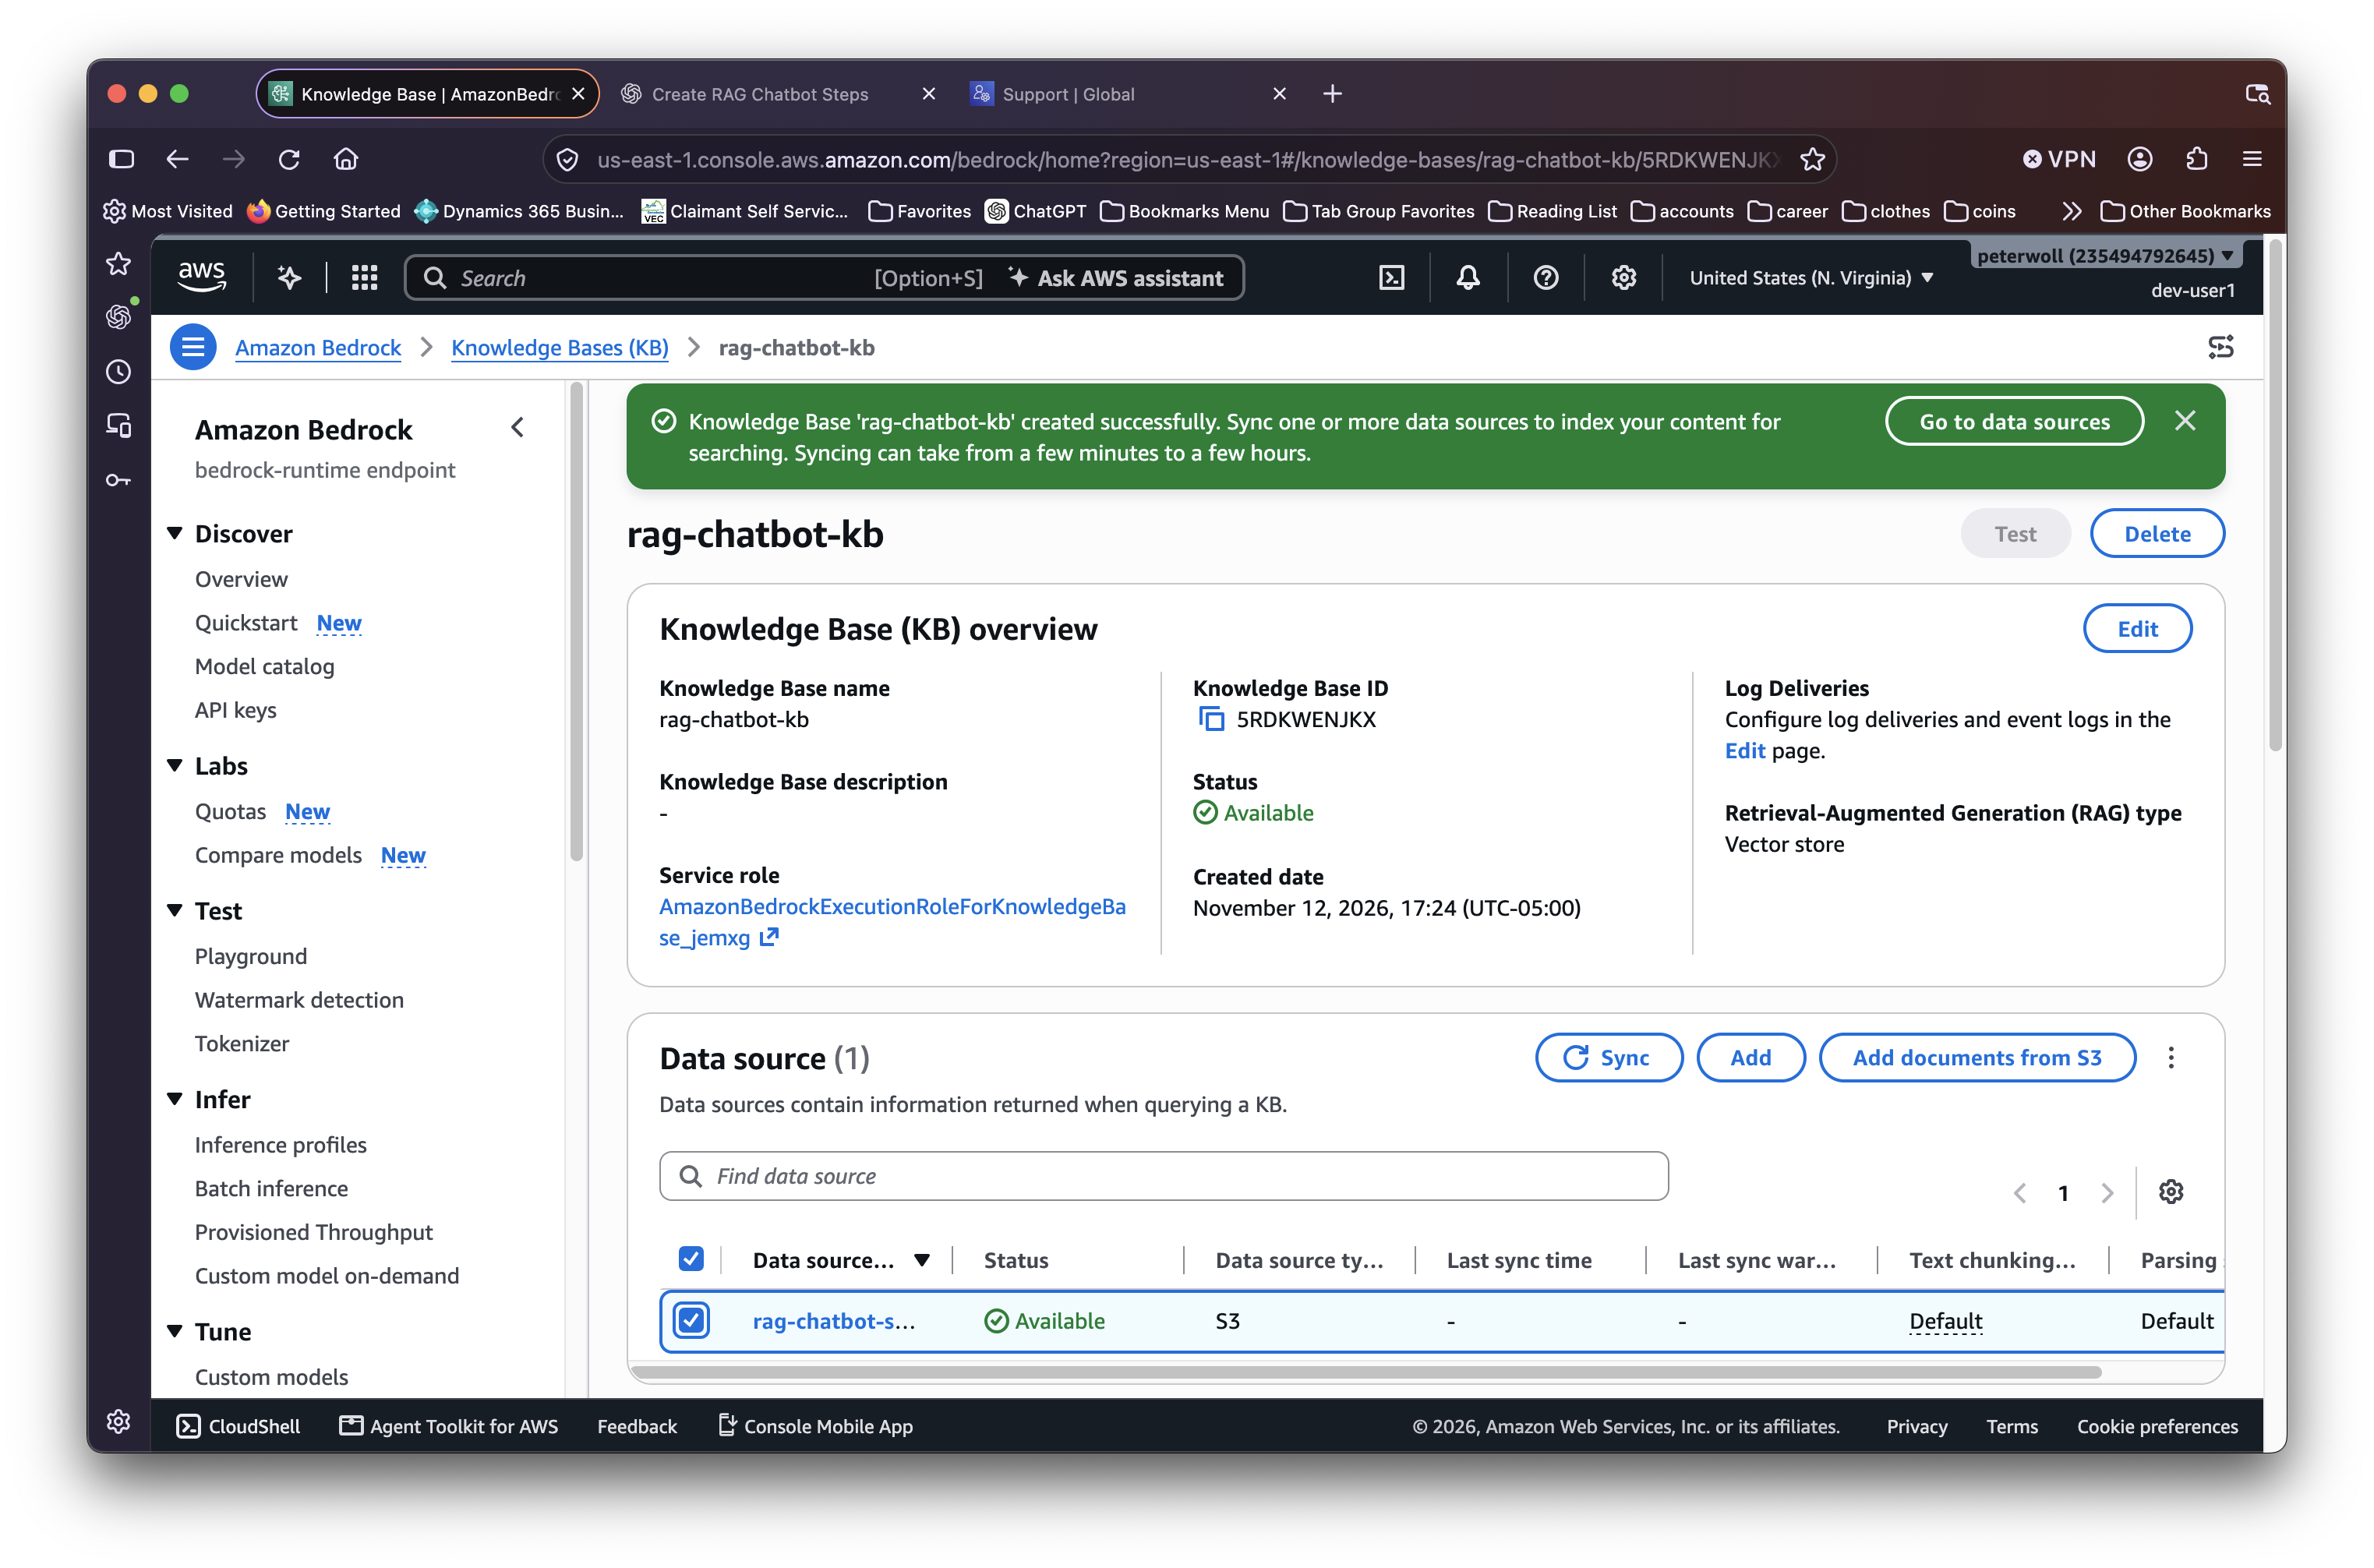 Knowledge Base | AmazonBedro
Create RAG Chatbot Steps
Support | Global
us-east-1.console.aws.amazon.com/bedrock/home?region=us-east-1#/knowledge-bases/rag-chatbot-kb/5RDKWENJKX
VPN
Most Visited
Getting Started
Dynamics 365 Busin...
VEC
Claimant Self Servic...
Favorites
ChatGPT
Bookmarks Menu
Tab Group Favorites
Reading List
accounts
career
clothes
coins
Other Bookmarks
aws
Search
[Option+S]
Ask AWS assistant
United States (N. Virginia)
peterwoll (235494792645)
dev-user1
Amazon Bedrock
Knowledge Bases (KB)
rag-chatbot-kb
Amazon Bedrock
bedrock-runtime endpoint
Discover
Overview
Quickstart New
Model catalog
API keys
Labs
Quotas New
Compare models New
Test
Playground
Watermark detection
Tokenizer
Infer
Inference profiles
Batch inference
Provisioned Throughput
Custom model on-demand
Tune
Custom models
Knowledge Base 'rag-chatbot-kb' created successfully. Sync one or more data sources to index your content for
searching. Syncing can take from a few minutes to a few hours.
Go to data sources
rag-chatbot-kb
Test
Delete
Knowledge Base (KB) overview
Edit
Knowledge Base name
rag-chatbot-kb
Knowledge Base description
-
Service role
AmazonBedrockExecutionRoleForKnowledgeBa
se_jemxg
Knowledge Base ID
5RDKWENJKX
Status
Available
Created date
November 12, 2026, 17:24 (UTC-05:00)
Log Deliveries
Configure log deliveries and event logs in the
Edit page.
Retrieval-Augmented Generation (RAG) type
Vector store
Data source (1)
Sync
Add
Add documents from S3
Data sources contain information returned when querying a KB.
Find data source
1
Data source...
Status
Data source ty...
Last sync time
Last sync war...
Text chunking...
Parsing
rag-chatbot-s...
Available
S3
-
-
Default
Default
CloudShell
Agent Toolkit for AWS
Feedback
Console Mobile App
© 2026, Amazon Web Services, Inc. or its affiliates.
Privacy
Terms
Cookie preferences